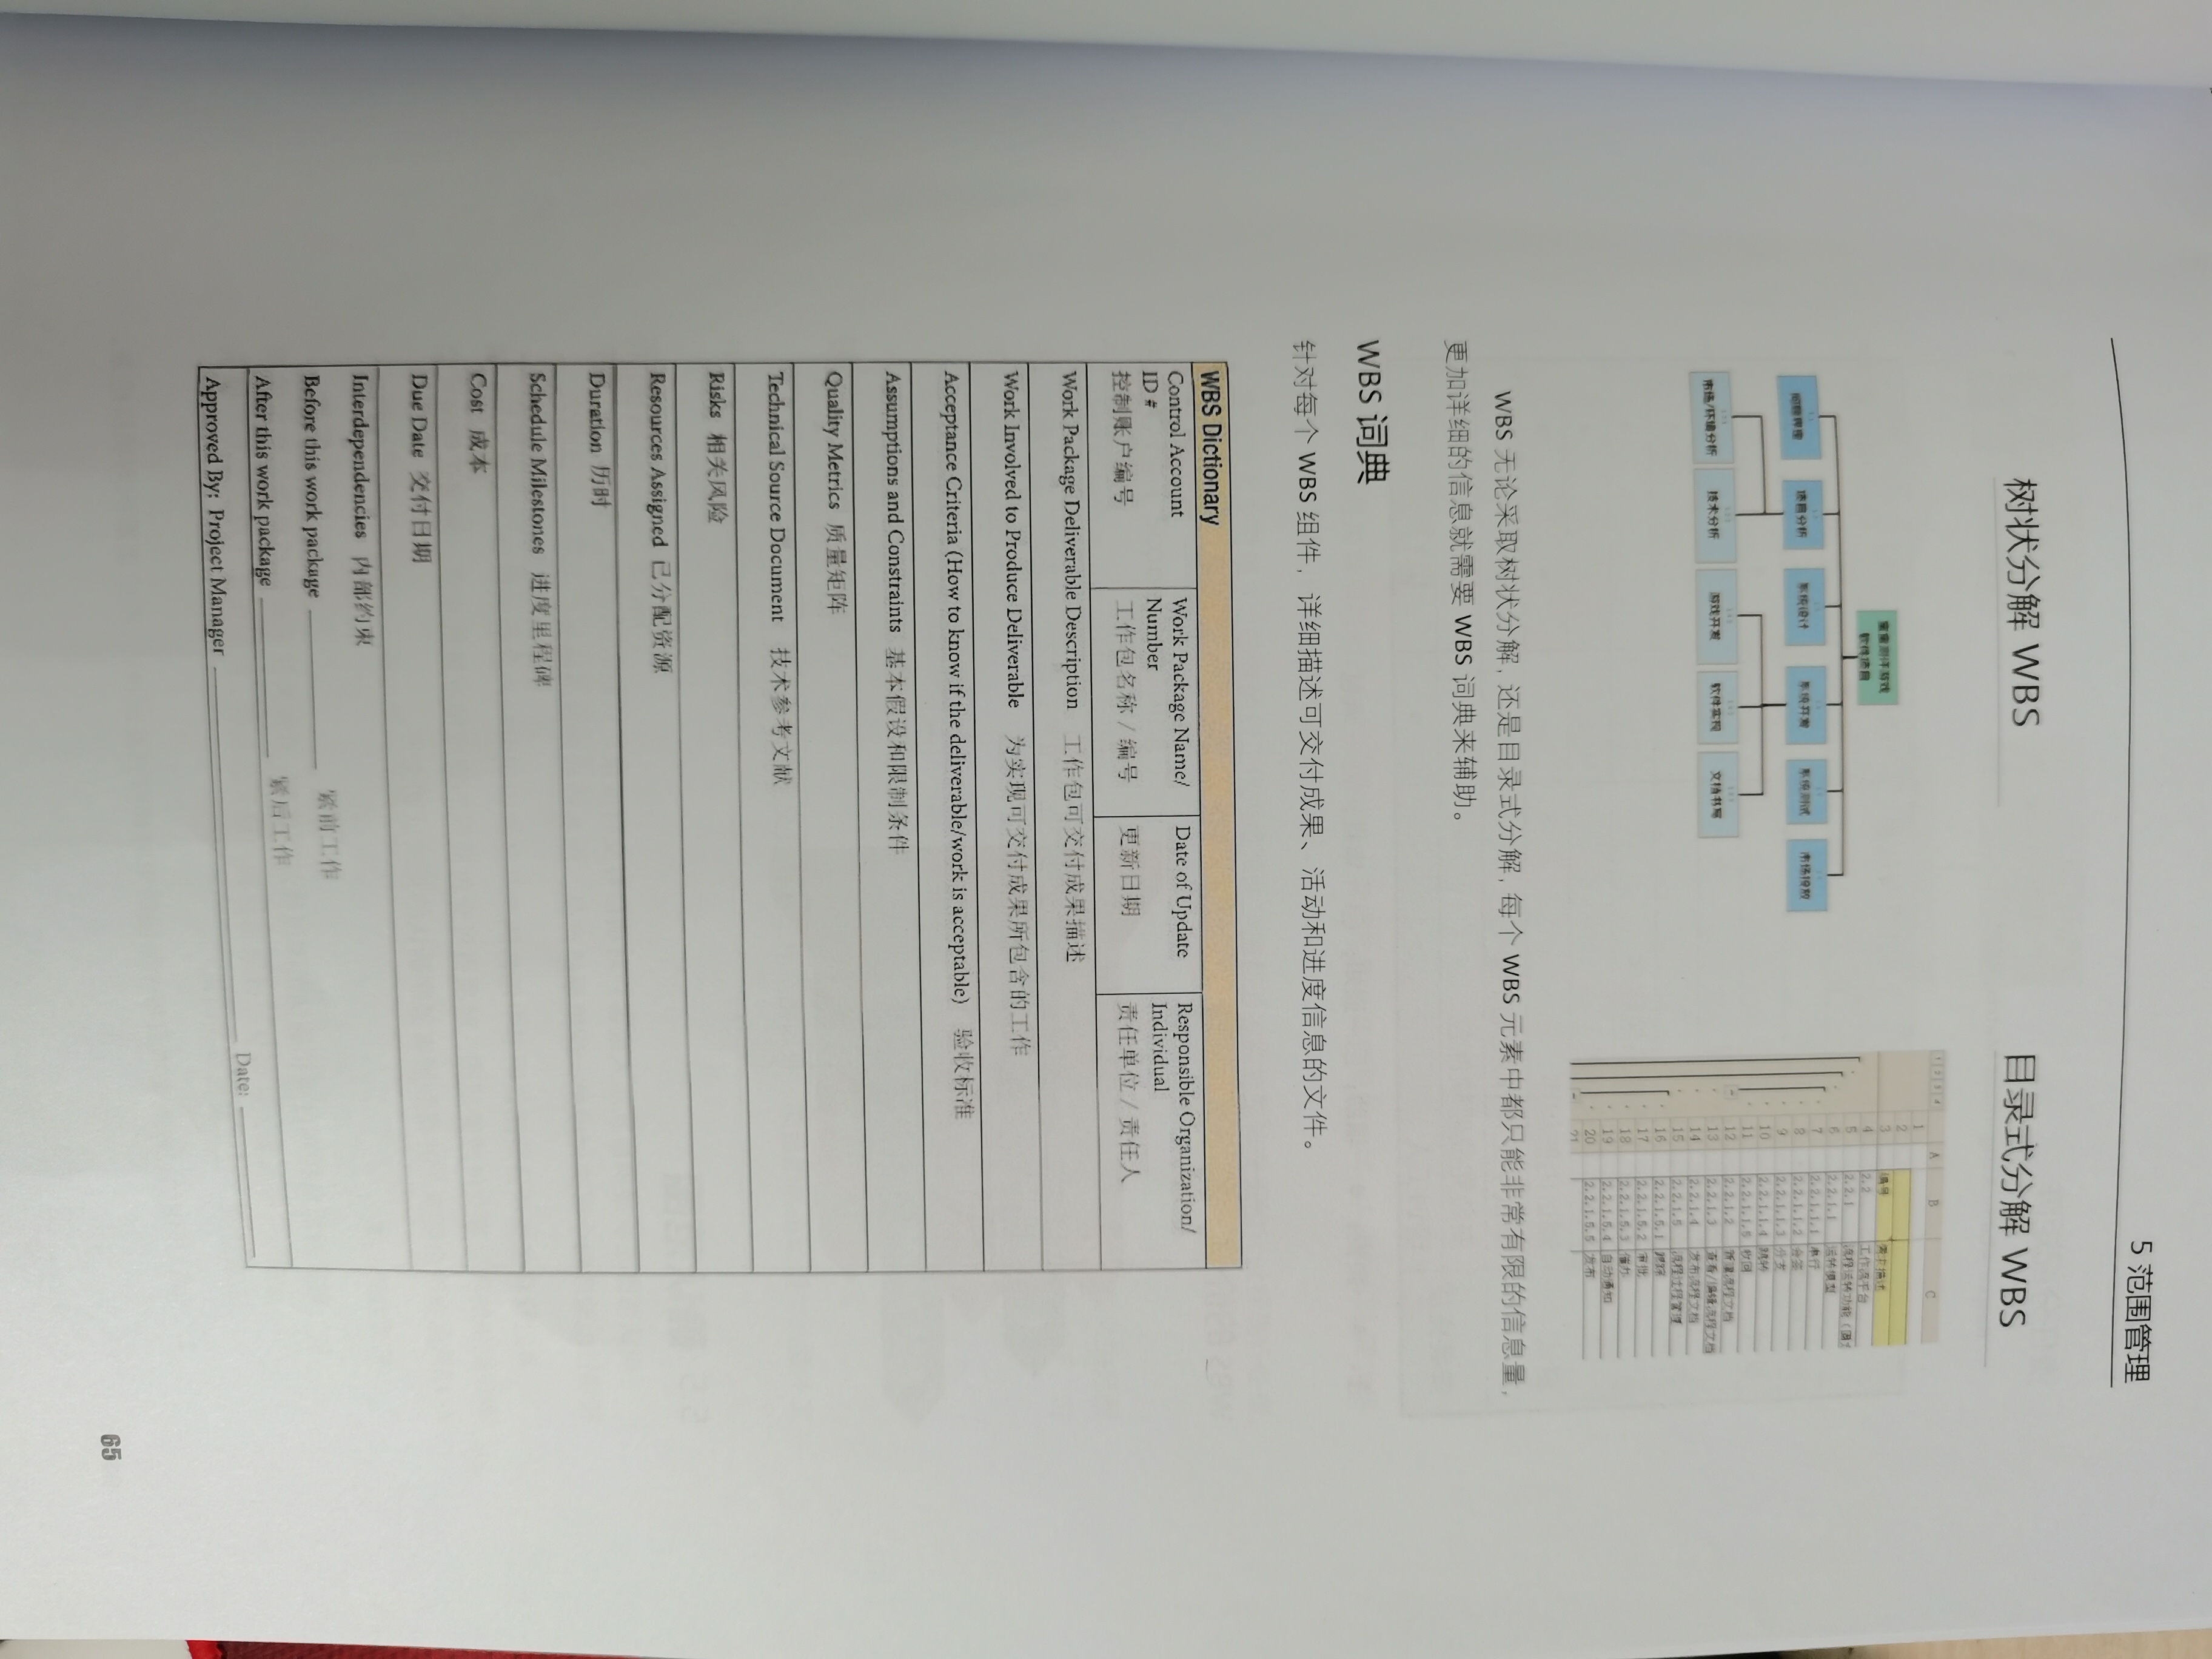 5 范围管理
树状分解 WBS
目录式分解 WBS
童童测评游戏
软件项目
问题界定
项目分析
系统设计
系统开发
系统测试
市场投放
市场/环境分析
技术分析
游戏开发
软件实现
文档书写
1 2 3 4 A B C
1
2
3 编号 需求描述
4 2.2 工作流平台
5 2.2.1 流程运转功能（
6 2.2.1.1 运转模型
7 2.2.1.1.1 串行
8 2.2.1.1.2 会签
9 2.2.1.1.3 分支
10 2.2.1.1.4 跳转
11 2.2.1.1.5 收回
12 2.2.1.2 新建流程文档
13 2.2.1.3 查看/编辑流程文档
14 2.2.1.4 发布流程文档
15 2.2.1.5 流程过程管理
16 2.2.1.5.1 跟踪
17 2.2.1.5.2 审批
18 2.2.1.5.3 催办
19 2.2.1.5.4 自动通知
20 2.2.1.5.5 发布
21
WBS 无论采取树状分解, 还是目录式分解, 每个 WBS 元素中都只能非常有限的信息量,
更加详细的信息就需要 WBS 词典来辅助。
WBS 词典
针对每个 WBS 组件, 详细描述可交付成果、活动和进度信息的文件。
WBS Dictionary
Control Account
ID #
控制账户编号
Work Package Name/
Number
工作包名称 / 编号
Date of Update
更新日期
Responsible Organization/
Individual
责任单位 / 责任人
Work Package Deliverable Description 工作包可交付成果描述
Work Involved to Produce Deliverable 为实现可交付成果所包含的工作
Acceptance Criteria (How to know if the deliverable/work is acceptable) 验收标准
Assumptions and Constraints 基本假设和限制条件
Quality Metrics 质量矩阵
Technical Source Document 技术参考文献
Risks 相关风险
Resources Assigned 已分配资源
Duration 历时
Schedule Milestones 进度里程碑
Cost 成本
Due Date 交付日期
Interdependencies 内部约束
Before this work package 紧前工作
After this work package 紧后工作
Approved By: Project Manager Date:
65